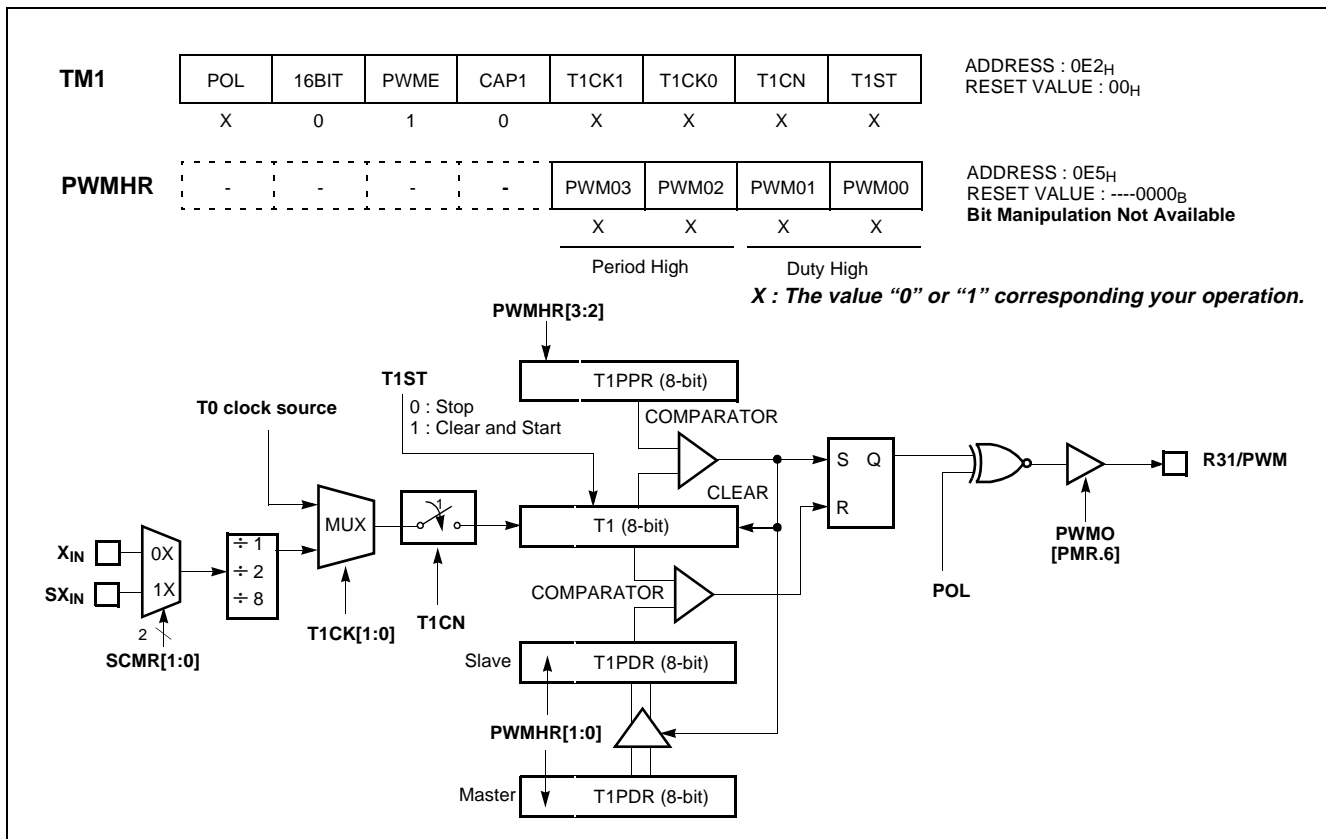 TM1 POL 16BIT PWME CAP1 T1CK1 T1CK0 T1CN T1ST
X 0 1 0 X X X X
ADDRESS : 0E2H
RESET VALUE : 00H
PWMHR - - - - PWM03 PWM02 PWM01 PWM00
X X X X
Period High Duty High
ADDRESS : 0E5H
RESET VALUE : ----0000B
Bit Manipulation Not Available
X : The value “0” or “1” corresponding your operation.
PWMHR[3:2]
T1PPR (8-bit)
T1ST
0 : Stop
1 : Clear and Start
T0 clock source
COMPARATOR
S Q
R
R31/PWM
CLEAR
T1 (8-bit)
MUX
1
XIN
SXIN
0X
1X
÷ 1
÷ 2
÷ 8
PWMO
[PMR.6]
POL
COMPARATOR
2
SCMR[1:0]
T1CK[1:0]
T1CN
Slave
T1PDR (8-bit)
PWMHR[1:0]
Master
T1PDR (8-bit)